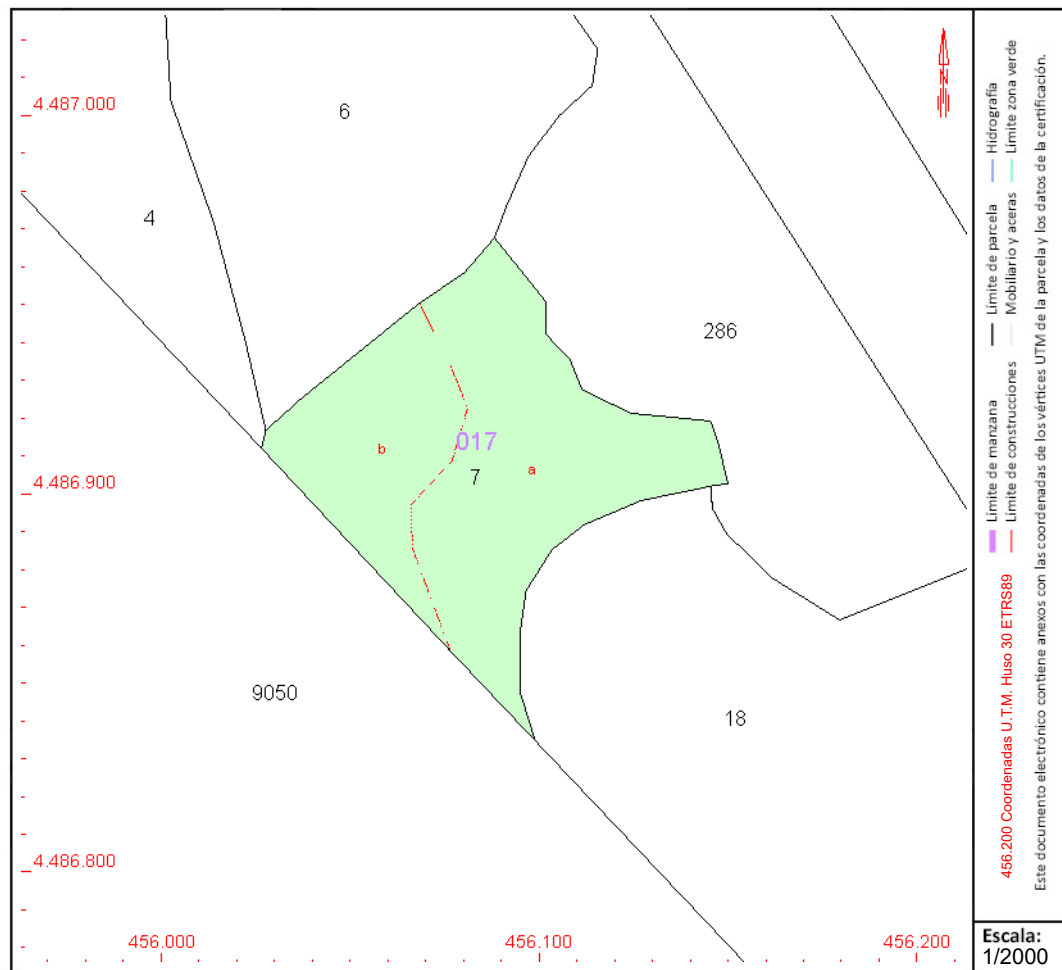 4.487.000
6
4
286
017
b
a
7
4.486.900
9050
18
4.486.800
456.000
456.100
456.200
N
456.200 Coordenadas U.T.M. Huso 30 ETRS89
Límite de manzana
Límite de parcela
Hidrografía
Límite de construcciones
Mobiliario y aceras
Límite zona verde
Este documento electrónico contiene anexos con las coordenadas de los vértices UTM de la parcela y los datos de la certificación.
Escala:
1/2000